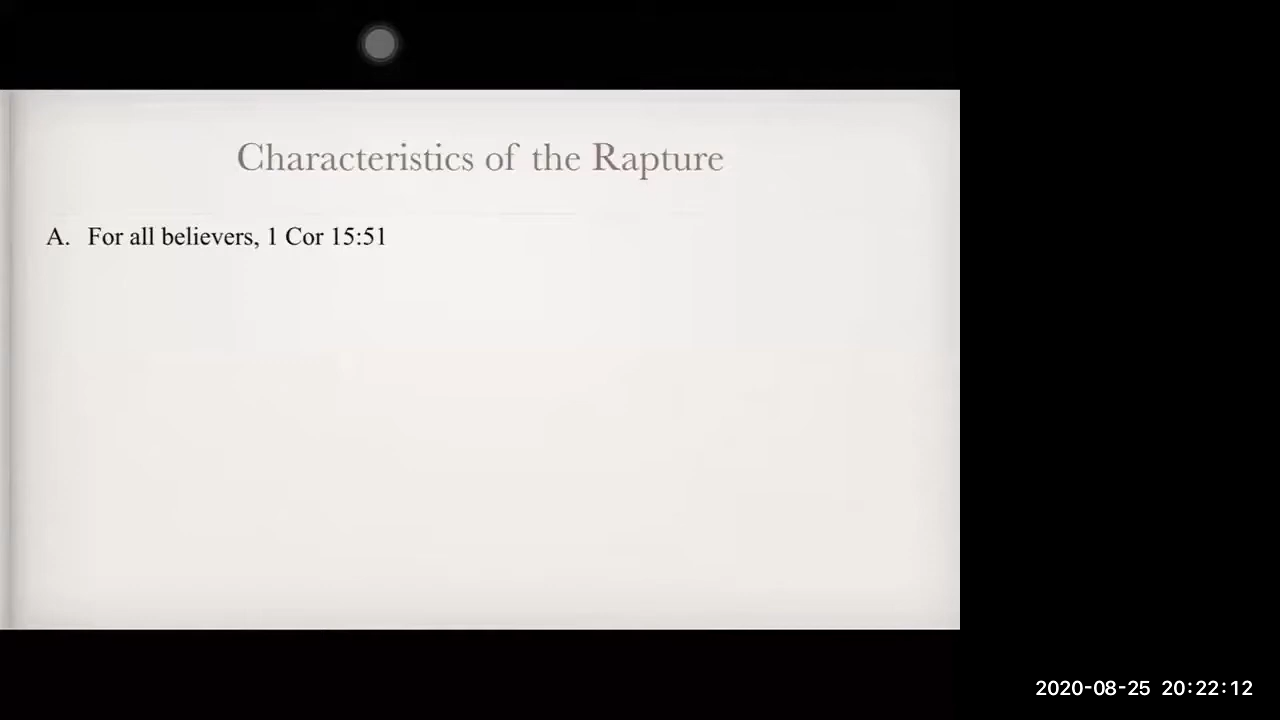 Characteristics of the Rapture
A. For all believers, 1 Cor 15:51
2020-08-25 20:22:12